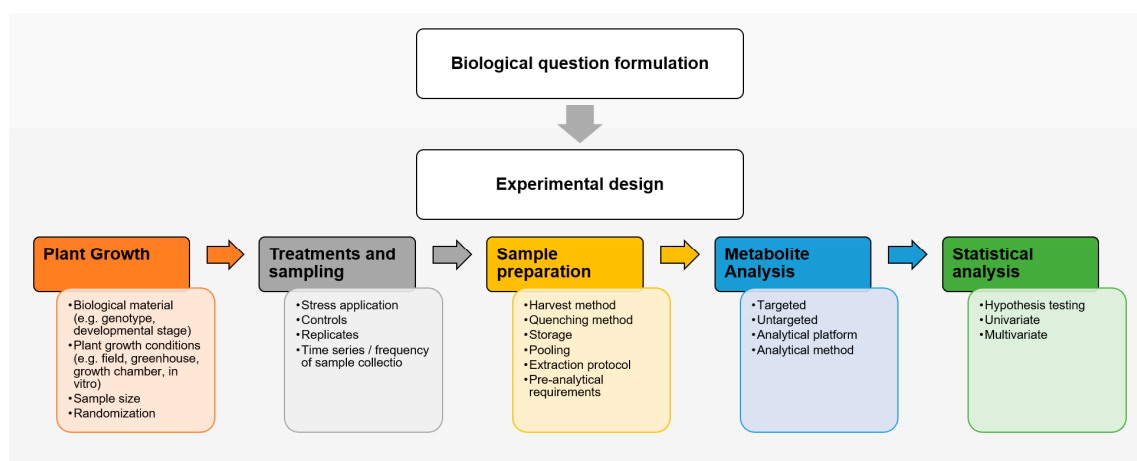 Biological question formulation
Experimental design
Plant Growth
•Biological material
(e.g. genotype,
developmental stage)
•Plant growth conditions
(e.g. field, greenhouse,
growth chamber, in
vitro)
•Sample size
•Randomization
Treatments and
sampling
•Stress application
•Controls
•Replicates
•Time series / frequency
of sample collectio
Sample
preparation
•Harvest method
•Quenching method
•Storage
•Pooling
•Extraction protocol
•Pre-analytical
requirements
Metabolite
Analysis
•Targeted
•Untargeted
•Analytical platform
•Analytical method
Statistical
analysis
•Hypothesis testing
•Univariate
•Multivariate